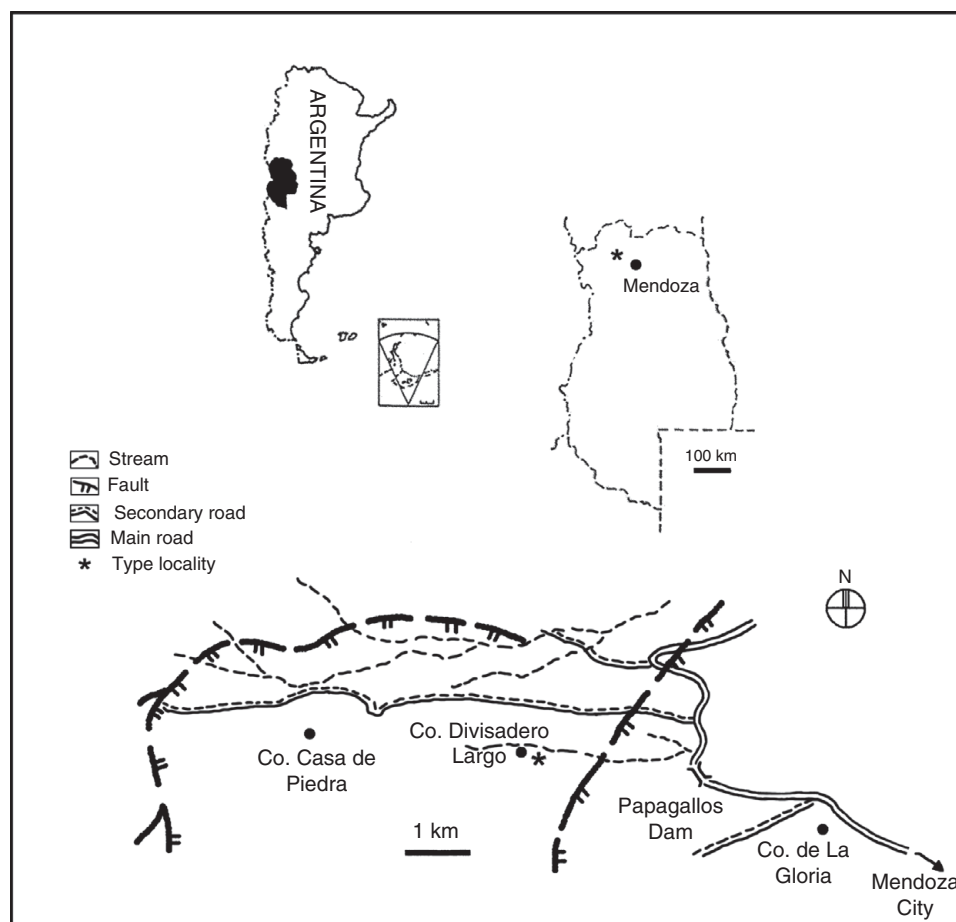 ARGENTINA
Mendoza
100 km
Stream
Fault
Secondary road
Main road
* Type locality
N
Co. Casa de
Piedra
Co. Divisadero
Largo
*
Papagallos
Dam
1 km
Co. de La
Gloria
Mendoza
City